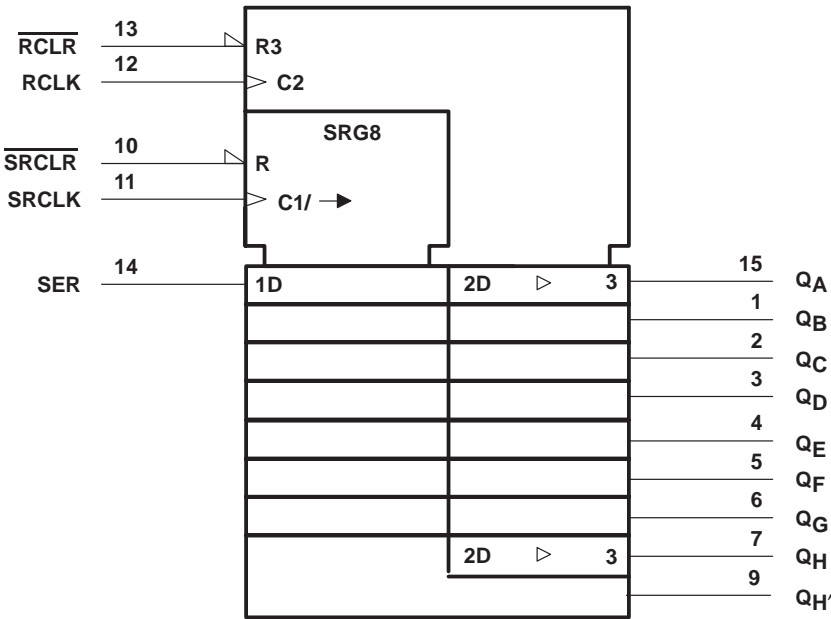 RCLR 13 R3
RCLK 12 C2
SRG8
SRCLR 10 R
SRCLK 11 C1/
SER 14 1D 2D 3 15 QA
1 QB
2 QC
3 QD
4 QE
5 QF
6 QG
2D 3 7 QH
9 QH′